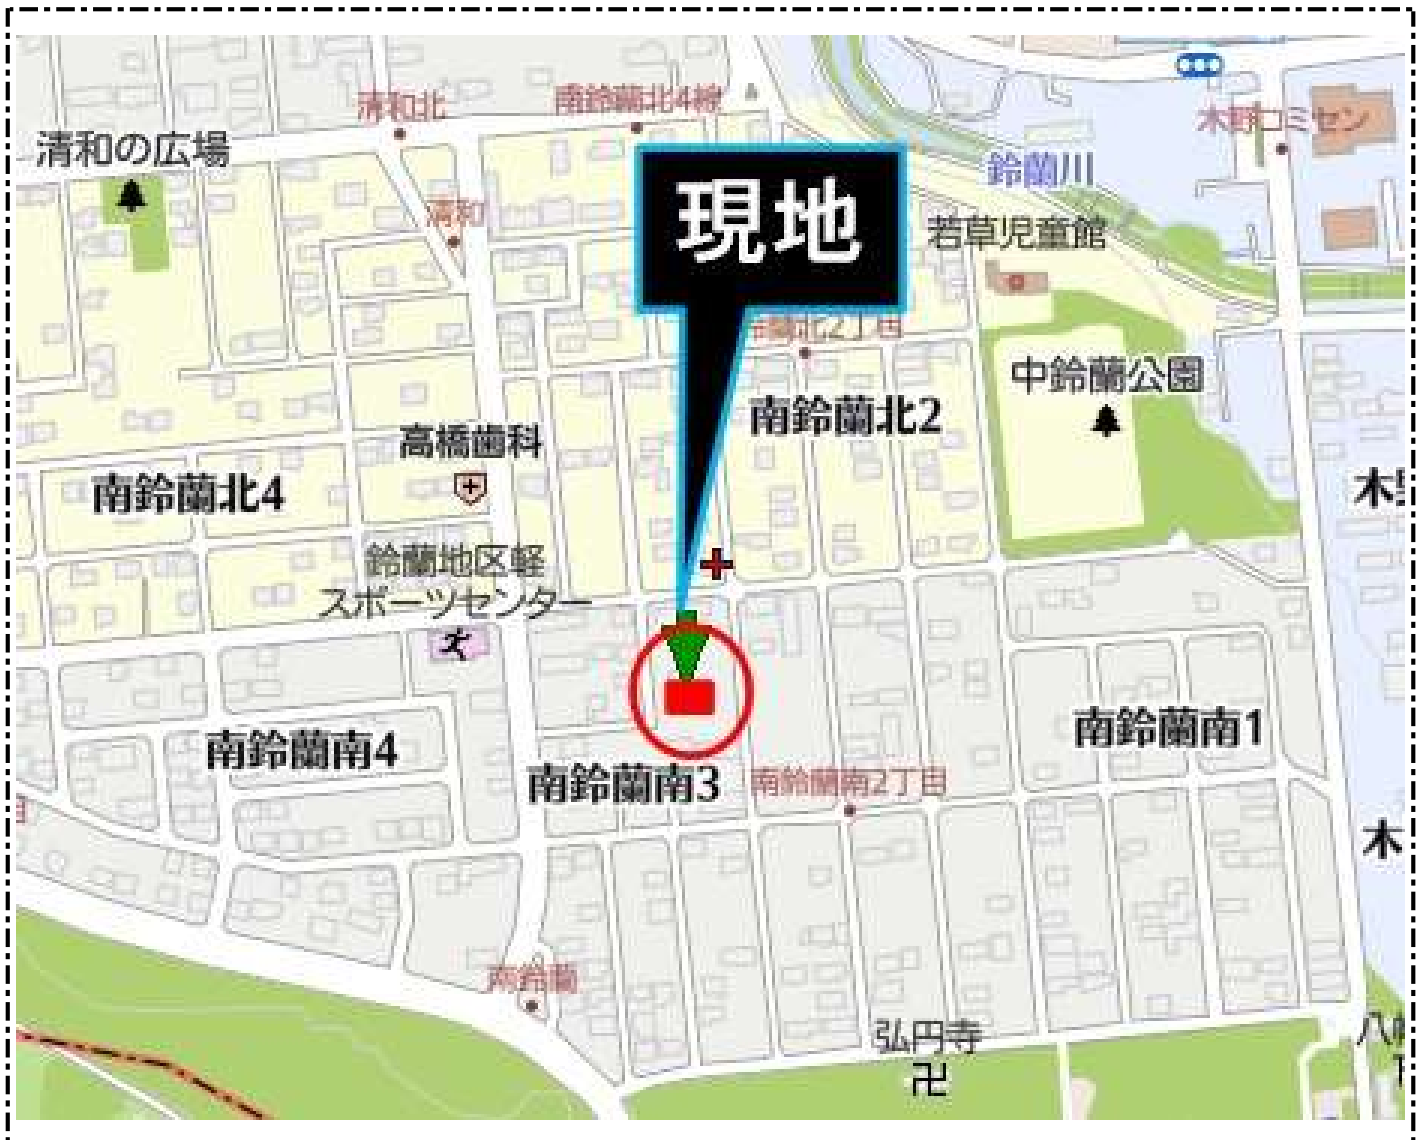 清和北
南鈴蘭北4線
木野コミセン
清和の広場
鈴蘭川
清和
現地
若草児童館
蘭北2丁目
中鈴蘭公園
南鈴蘭北2
高橋歯科
南鈴蘭北4
鈴蘭地区軽
スポーツセンター
南鈴蘭南4
南鈴蘭南3
南鈴蘭南2丁目
南鈴蘭南1
木
南鈴蘭
弘円寺
卍